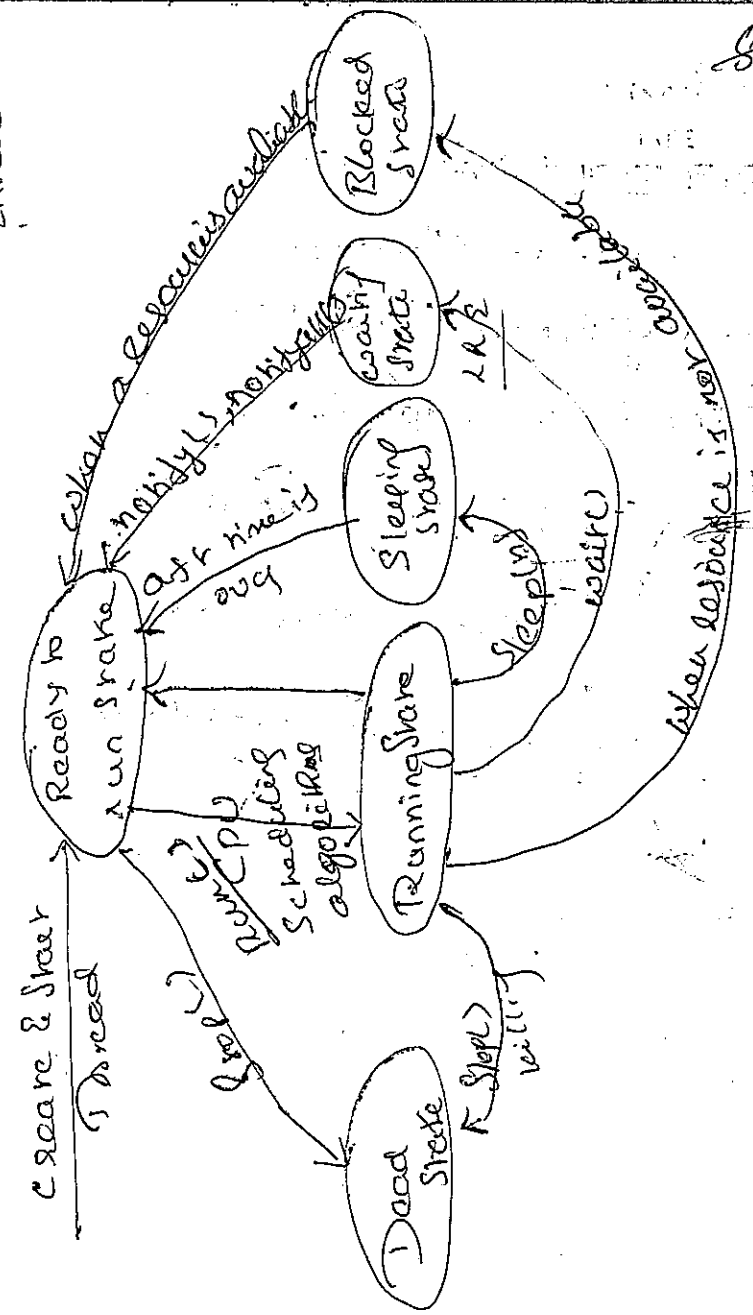 Create & Start
Thread
Ready to
run State
stop()
Run()
CPU
Scheduling
algorithm
After time is
over
notify(), notifyall()
when a resource is available
Dead
State
Stop()
kill()
Running State
Sleep(n)
wait()
when resource is not available
Sleeping
State
waiting
State
Blocked
State